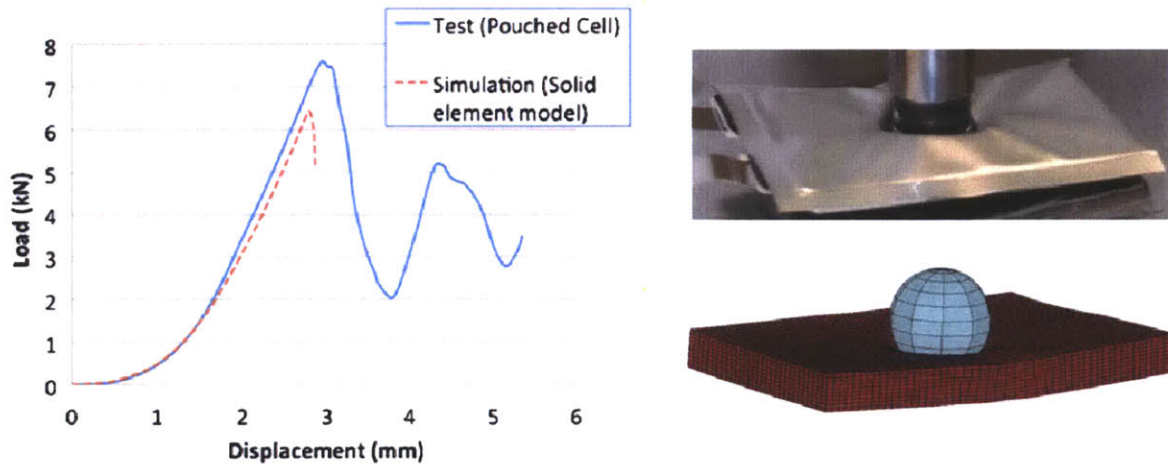 Test (Pouched Cell)
Simulation (Solid
element model)
8
7
6
5
4
3
2
1
0
Load (kN)
0 1 2 3 4 5 6
Displacement (mm)